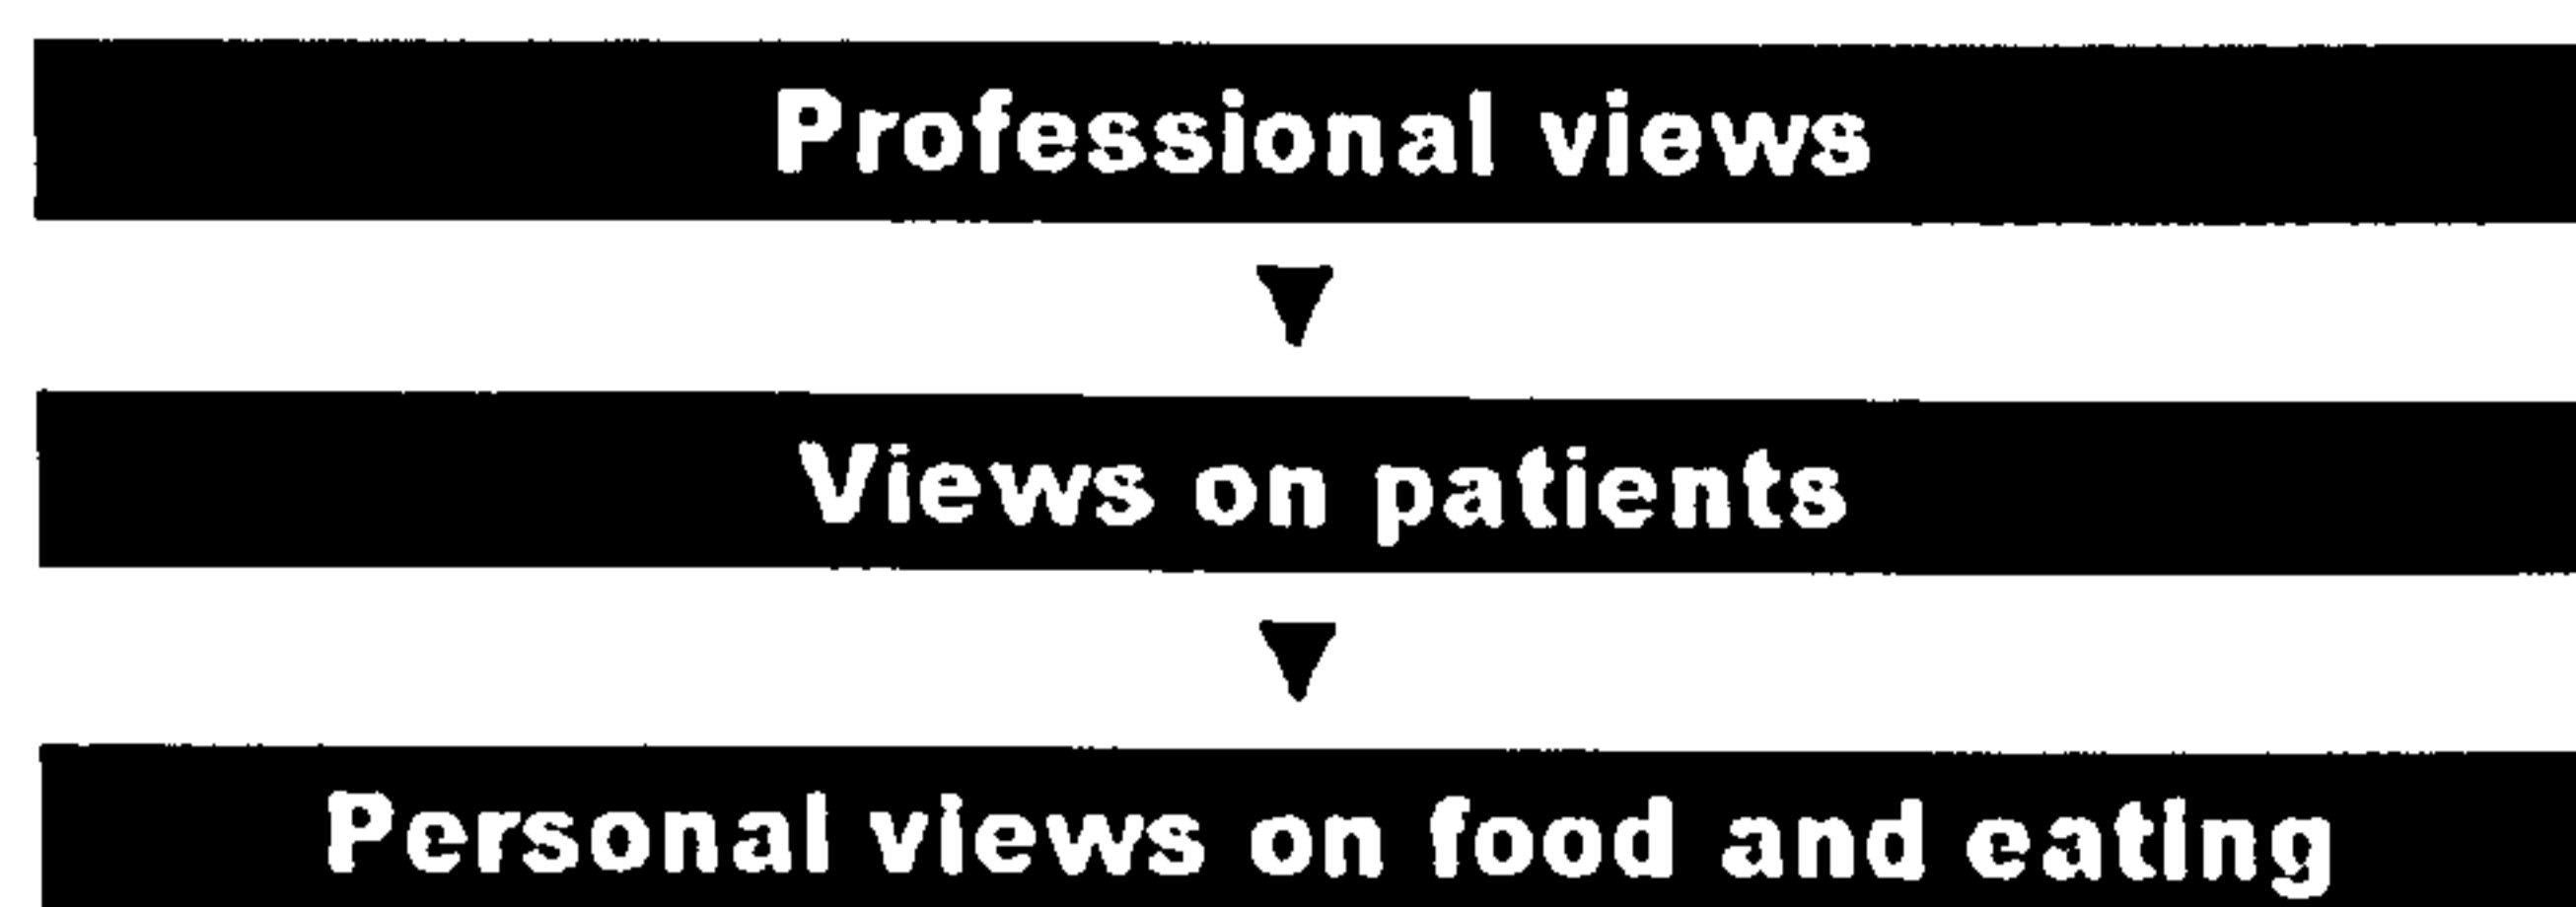 Professional views
Views on patients
Personal views on food and eating